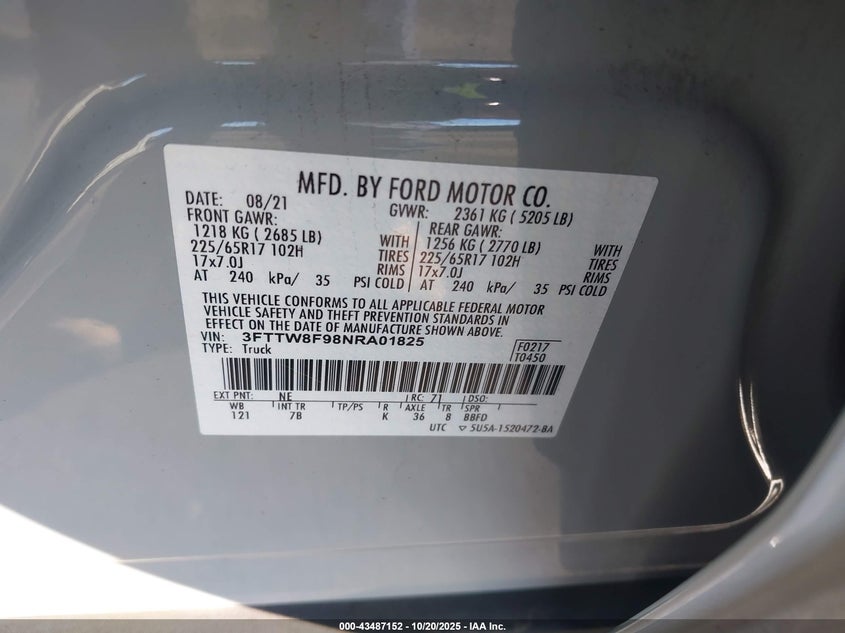 MFD. BY FORD MOTOR CO.
DATE: 08/21 GVWR: 2361 KG ( 5205 LB)
FRONT GAWR: REAR GAWR:
1218 KG ( 2685 LB) WITH 1256 KG ( 2770 LB) WITH
225/65R17 102H TIRES 225/65R17 102H TIRES
17x7.0J RIMS 17x7.0J RIMS
AT 240 kPa/ 35 PSI COLD AT 240 kPa/ 35 PSI COLD
THIS VEHICLE CONFORMS TO ALL APPLICABLE FEDERAL MOTOR
VEHICLE SAFETY AND THEFT PREVENTION STANDARDS IN
EFFECT ON THE DATE OF MANUFACTURE SHOWN ABOVE.
VIN: 3FTTW8F98NRA01825 F0217
TYPE: Truck T0450
EXT PNT: NE RC: 71 DSO:
WB INT TR TP/PS R AXLE TR SPR
121 7B K 36 8 BBFD
UTC 5U5A-1520472-BA
000-43487152 - 10/20/2025 - IAA Inc.